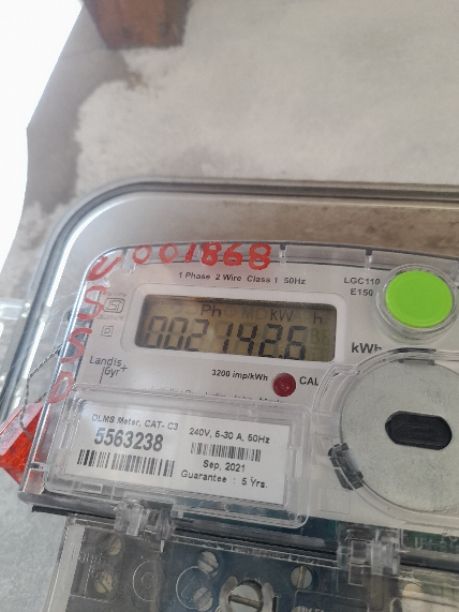 001868
1 Phase 2 Wire Class 1 50Hz
LGC110
E150
Ph MD kW h
002142.6
kWh
Landis
Gyr+
3200 imp/kWh
CAL
DLMS Meter, CAT- C3
5563238
240V, 5-30 A, 50Hz
Sep, 2021
Guarantee : 5 Yrs.